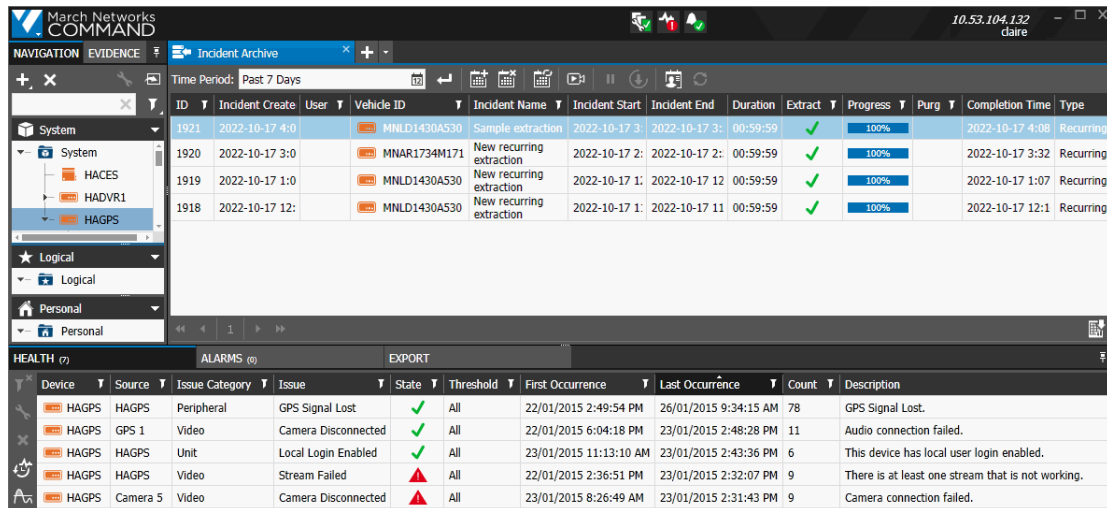 March Networks
COMMAND
10.53.104.132
claire
NAVIGATION EVIDENCE
Incident Archive
Time Period: Past 7 Days
ID Incident Create User Vehicle ID Incident Name Incident Start Incident End Duration Extract Progress Purg Completion Time Type
1921 2022-10-17 4:0 MNLD1430A530 Sample extraction 2022-10-17 3: 2022-10-17 3: 00:59:59 100% 2022-10-17 4:08 Recurring
1920 2022-10-17 3:0 MNAR1734M171 New recurring extraction 2022-10-17 2: 2022-10-17 2: 00:59:59 100% 2022-10-17 3:32 Recurring
1919 2022-10-17 1:0 MNLD1430A530 New recurring extraction 2022-10-17 1: 2022-10-17 12 00:59:59 100% 2022-10-17 1:07 Recurring
1918 2022-10-17 12: MNLD1430A530 New recurring extraction 2022-10-17 1: 2022-10-17 11 00:59:59 100% 2022-10-17 12:1 Recurring
System
System
HACES
HADVR1
HAGPS
Logical
Logical
Personal
Personal
1
HEALTH (7) ALARMS (0) EXPORT
Device Source Issue Category Issue State Threshold First Occurrence Last Occurrence Count Description
HAGPS HAGPS Peripheral GPS Signal Lost All 22/01/2015 2:49:54 PM 26/01/2015 9:34:15 AM 78 GPS Signal Lost.
HAGPS GPS 1 Video Camera Disconnected All 22/01/2015 6:04:18 PM 23/01/2015 2:48:28 PM 11 Audio connection failed.
HAGPS HAGPS Unit Local Login Enabled All 23/01/2015 11:13:10 AM 23/01/2015 2:43:36 PM 6 This device has local user login enabled.
HAGPS HAGPS Video Stream Failed All 22/01/2015 2:36:51 PM 23/01/2015 2:32:07 PM 9 There is at least one stream that is not working.
HAGPS Camera 5 Video Camera Disconnected All 23/01/2015 8:26:49 AM 23/01/2015 2:31:43 PM 9 Camera connection failed.